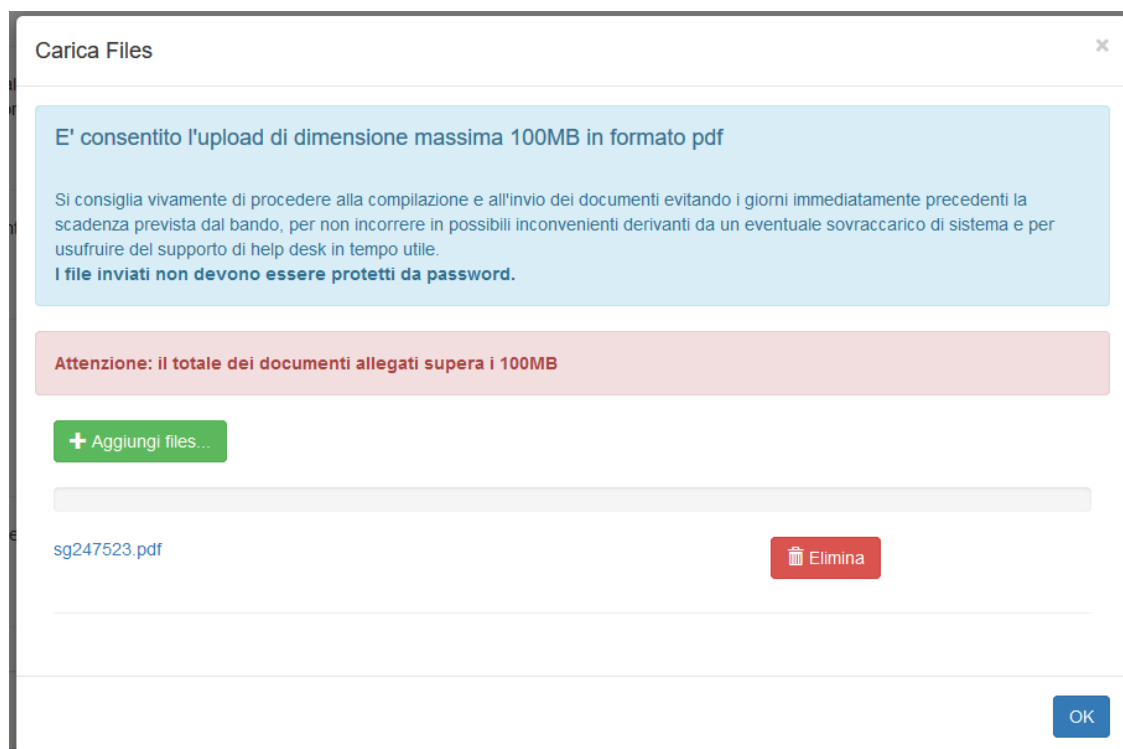 Carica Files
×
E' consentito l'upload di dimensione massima 100MB in formato pdf
Si consiglia vivamente di procedere alla compilazione e all'invio dei documenti evitando i giorni immediatamente precedenti la
scadenza prevista dal bando, per non incorrere in possibili inconvenienti derivanti da un eventuale sovraccarico di sistema e per
usufruire del supporto di help desk in tempo utile.
I file inviati non devono essere protetti da password.
Attenzione: il totale dei documenti allegati supera i 100MB
Aggiungi files...
sg247523.pdf
Elimina
OK